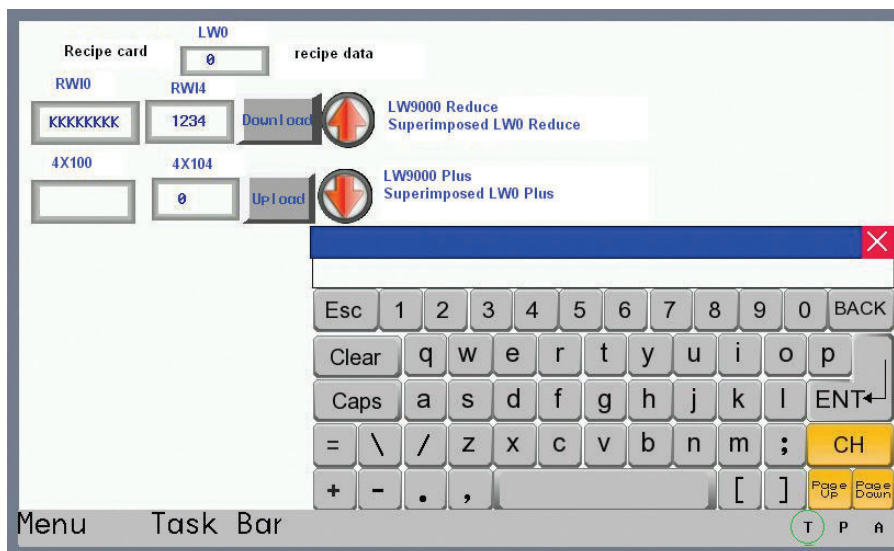 LW0
Recipe card 0 recipe data
RWI0 RWI4
KKKKKKKK 1234 Download LW9000 Reduce
Superimposed LW0 Reduce
4X100 4X104
0 Upload LW9000 Plus
Superimposed LW0 Plus
Esc 1 2 3 4 5 6 7 8 9 0 BACK
Clear q w e r t y u i o p
Caps a s d f g h j k l ENT
= \ / z x c v b n m ; CH
+ - . , [ ] Page Up Page Down
Menu Task Bar T P A